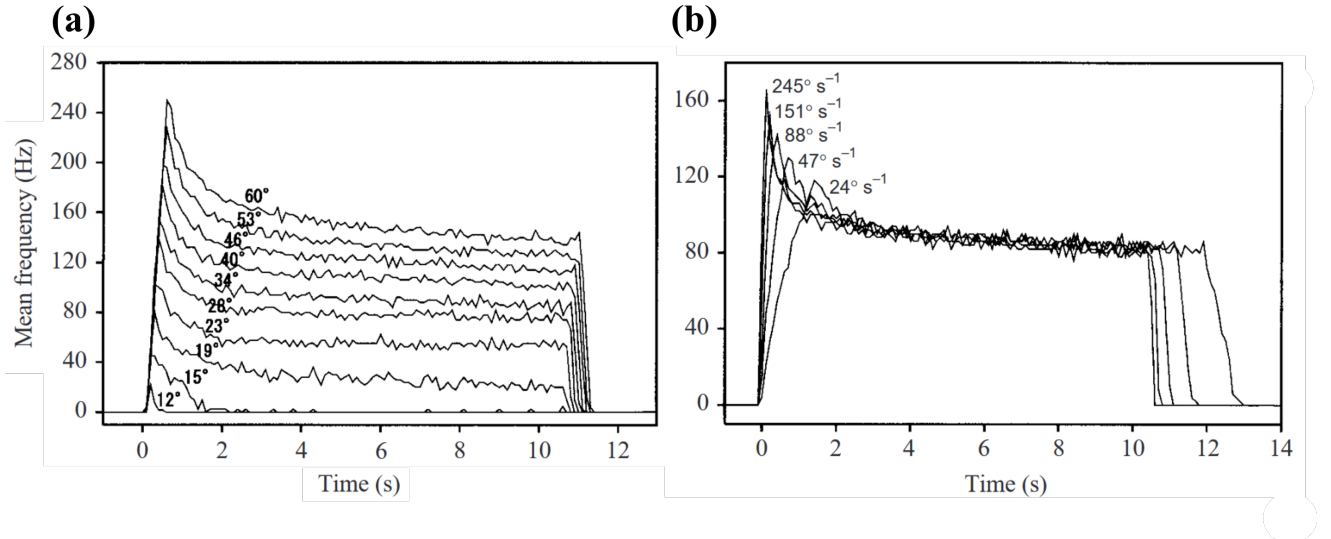 (a)
280
240
200
160
120
80
40
0
Mean frequency (Hz)
60°
53°
46°
40°
34°
28°
23°
19°
15°
12°
0 2 4 6 8 10 12
Time (s)
(b)
160
120
80
40
0
245° s⁻¹
151° s⁻¹
88° s⁻¹
47° s⁻¹
24° s⁻¹
0 2 4 6 8 10 12 14
Time (s)